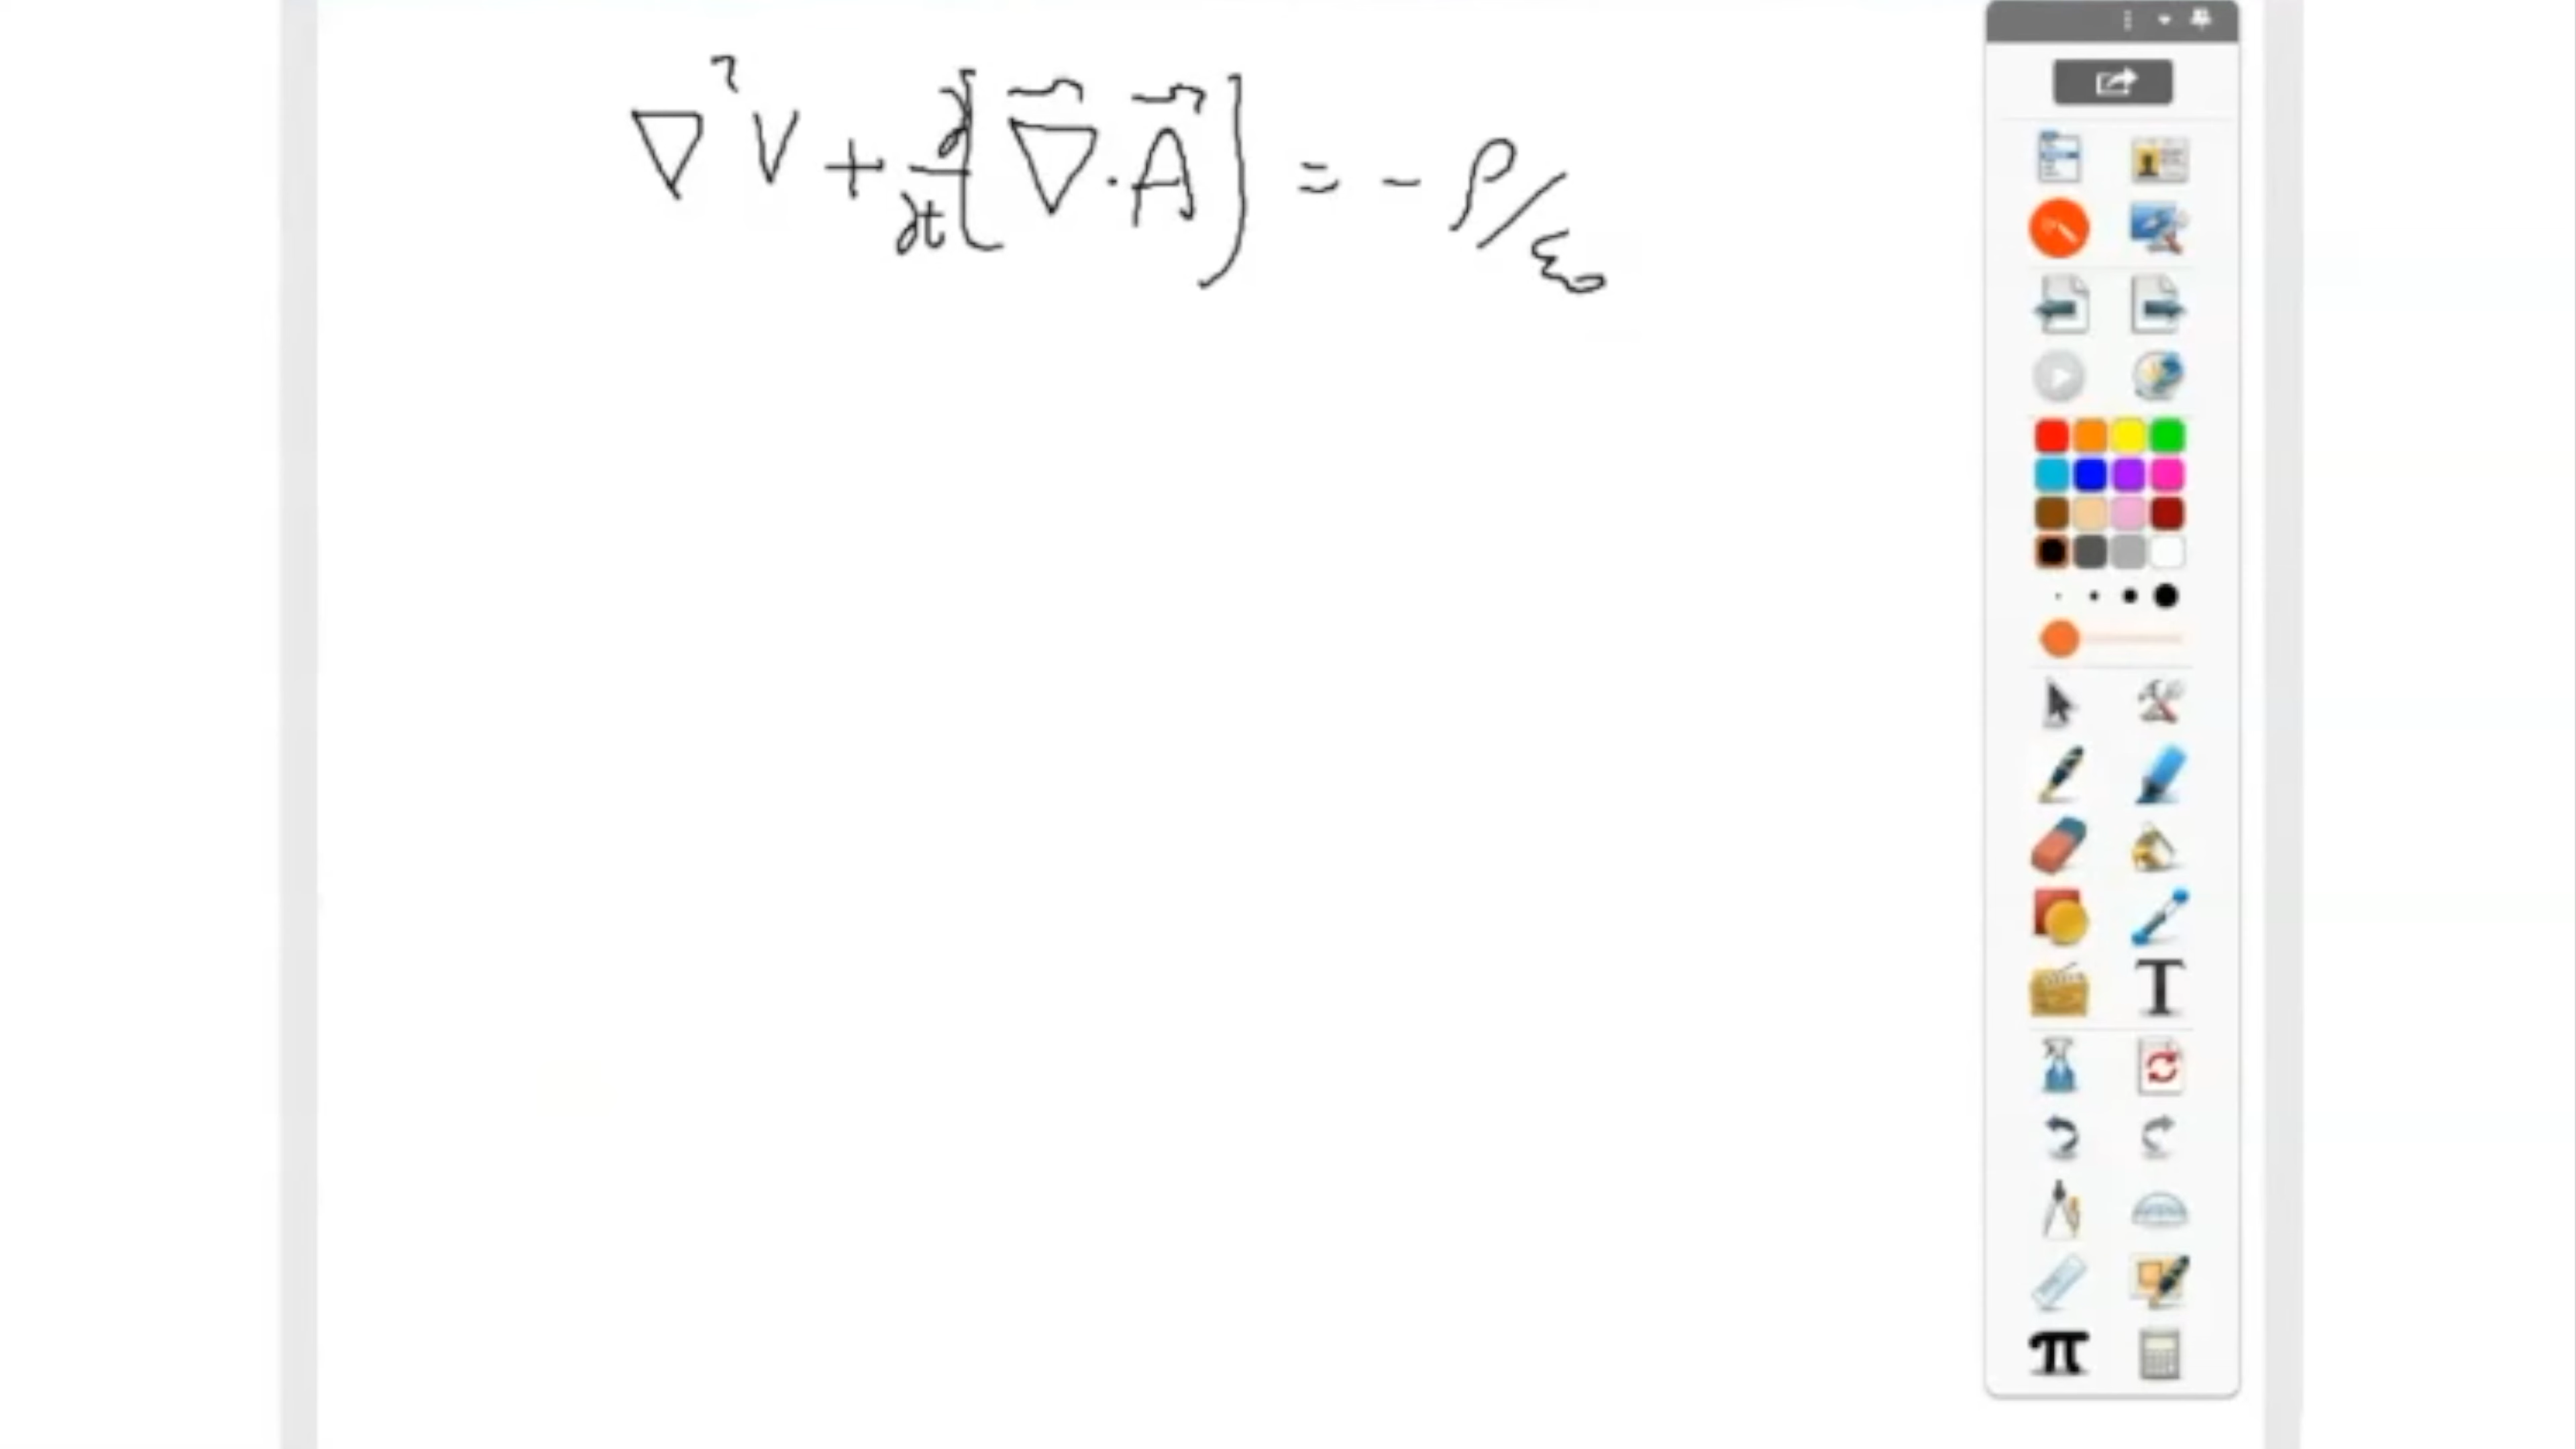 ∇²V + ∂/∂t [∇⃗ · A⃗] = - ρ/ε₀
T
π